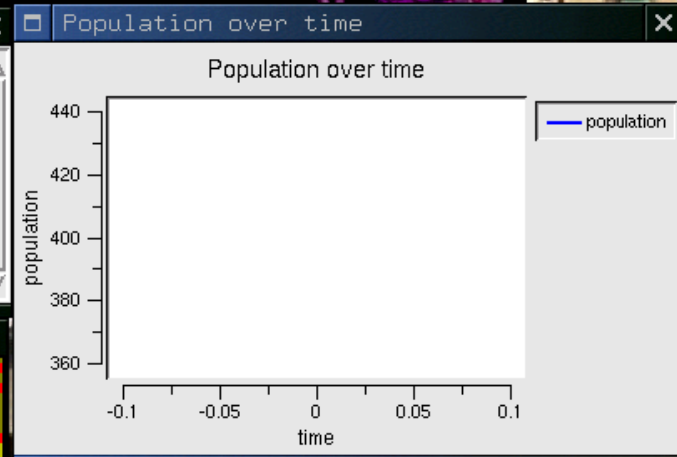 Population over time
Population over time
population
440
420
400
380
360
population
-0.1
-0.05
0
0.05
0.1
time